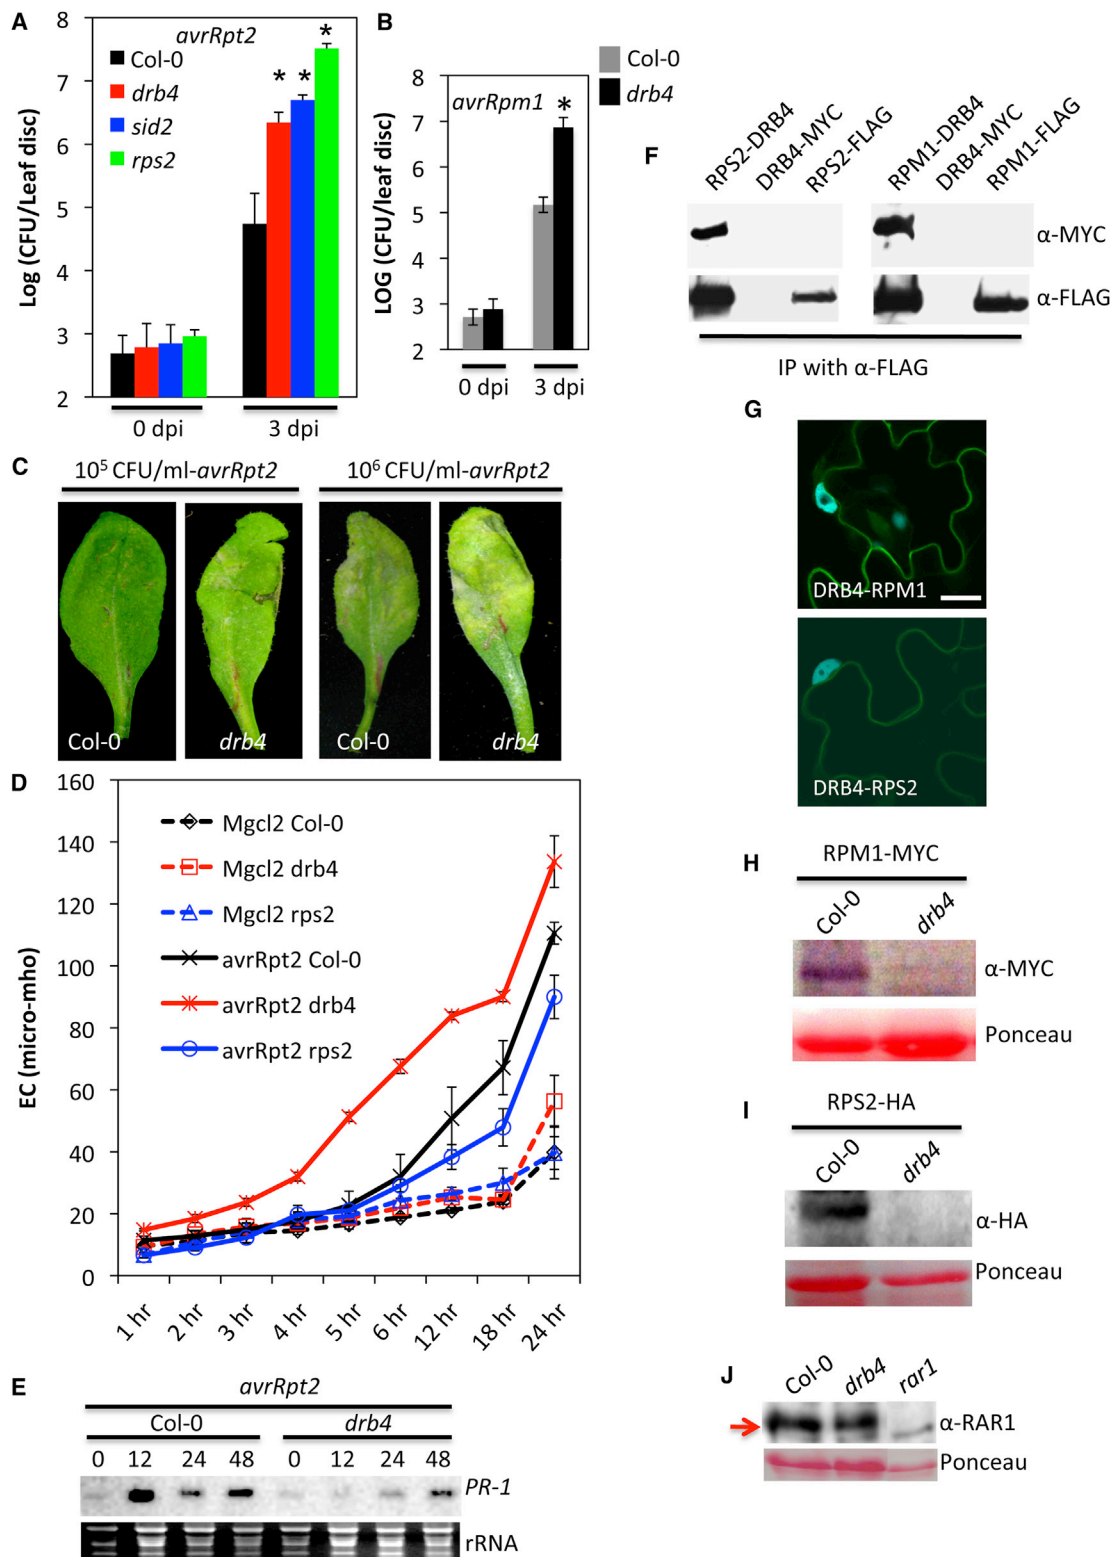 A
avrRpt2
Col-0
drb4
sid2
rps2
* * *
Log (CFU/Leaf disc)
8
7
6
5
4
3
2
0 dpi 3 dpi
B
Col-0
drb4
avrRpm1
*
LOG (CFU/leaf disc)
8
7
6
5
4
3
2
0 dpi 3 dpi
C
10⁵ CFU/ml-avrRpt2 10⁶ CFU/ml-avrRpt2
Col-0 drb4 Col-0 drb4
D
EC (micro-mho)
160
140
120
100
80
60
40
20
0
Mgcl2 Col-0
Mgcl2 drb4
Mgcl2 rps2
avrRpt2 Col-0
avrRpt2 drb4
avrRpt2 rps2
1 hr 2 hr 3 hr 4 hr 5 hr 6 hr 12 hr 18 hr 24 hr
E
avrRpt2
Col-0 drb4
0 12 24 48 0 12 24 48
PR-1
rRNA
F
RPS2-DRB4 DRB4-MYC RPS2-FLAG RPM1-DRB4 DRB4-MYC RPM1-FLAG
α-MYC
α-FLAG
IP with α-FLAG
G
DRB4-RPM1
DRB4-RPS2
H
RPM1-MYC
Col-0 drb4
α-MYC
Ponceau
I
RPS2-HA
Col-0 drb4
α-HA
Ponceau
J
Col-0 drb4 rar1
α-RAR1
Ponceau